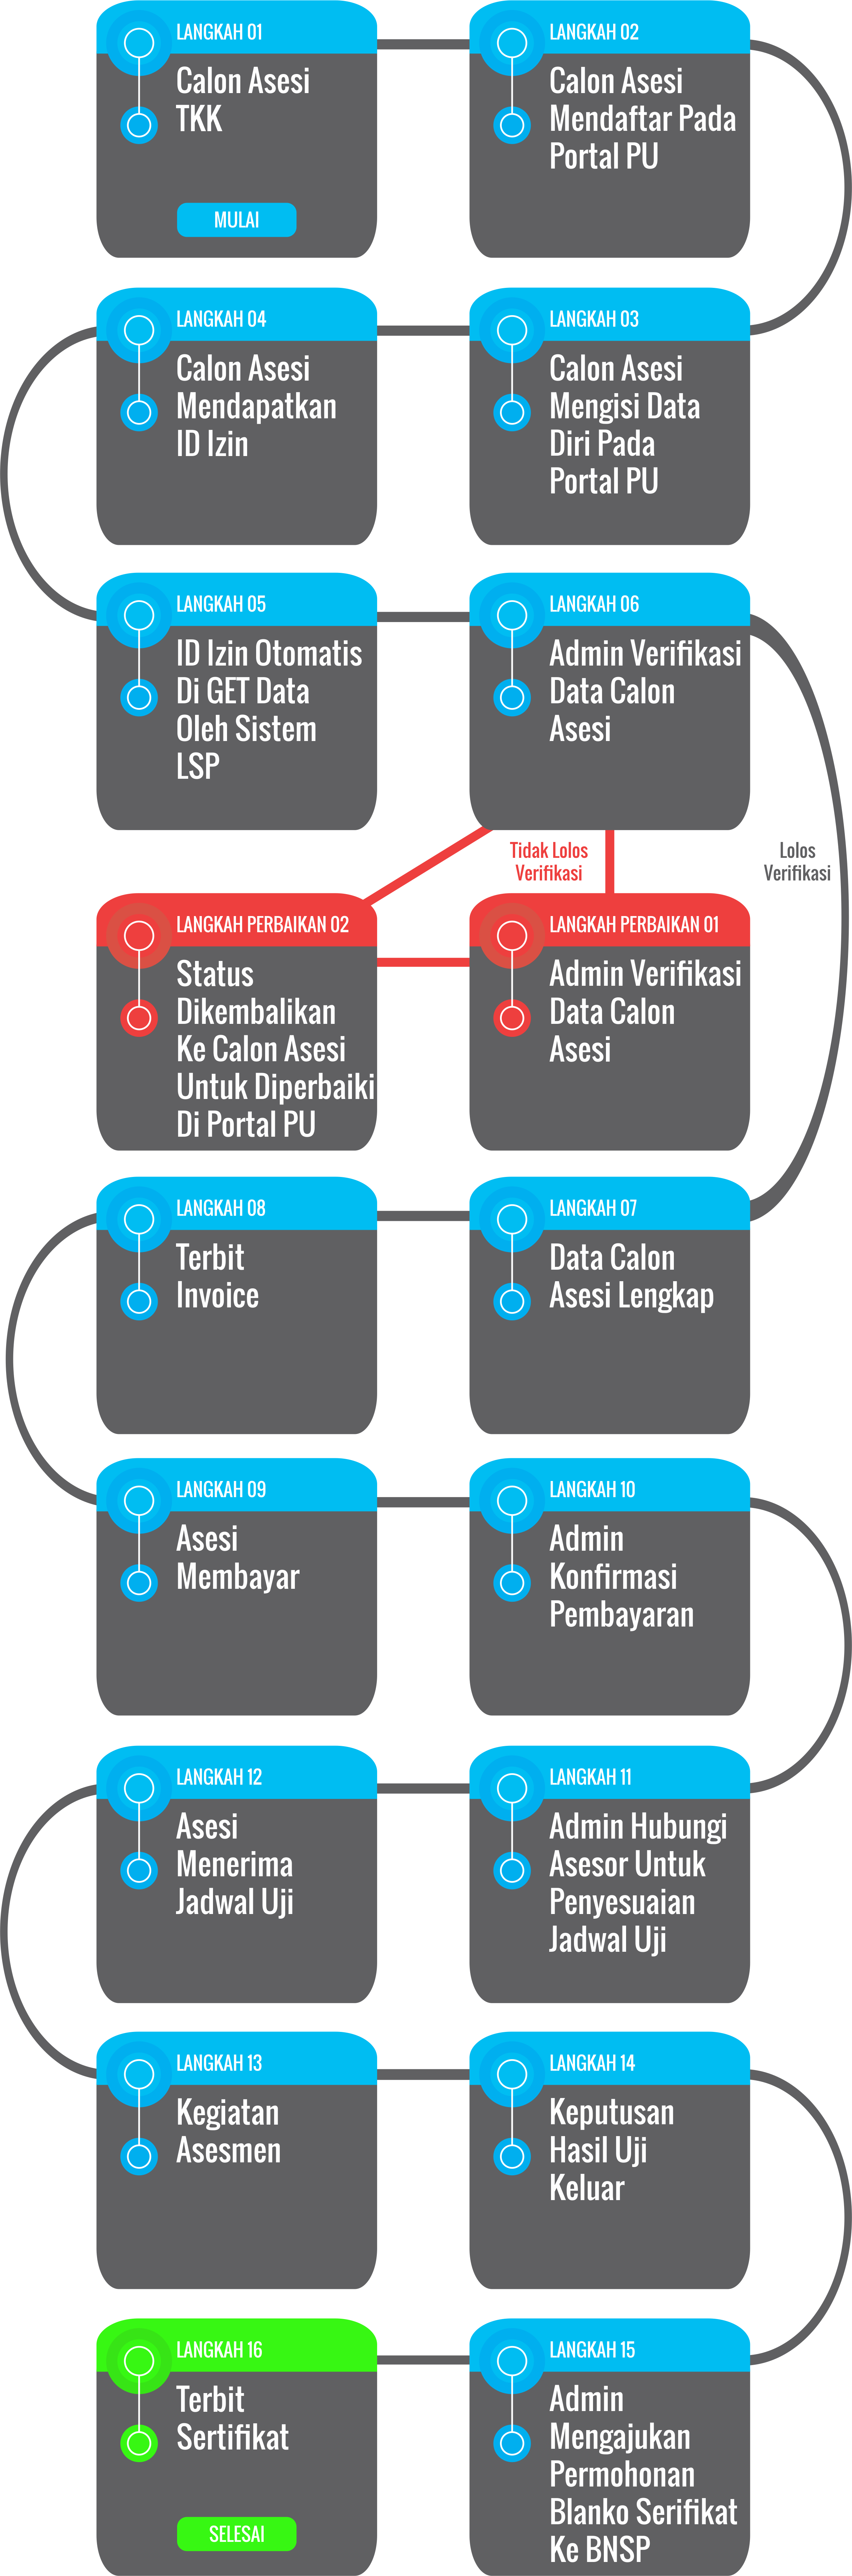 LANGKAH 01
Calon Asesi
TKK
MULAI
LANGKAH 02
Calon Asesi
Mendaftar Pada
Portal PU
LANGKAH 03
Calon Asesi
Mengisi Data
Diri Pada
Portal PU
LANGKAH 04
Calon Asesi
Mendapatkan
ID Izin
LANGKAH 05
ID Izin Otomatis
Di GET Data
Oleh Sistem
LSP
LANGKAH 06
Admin Verifikasi
Data Calon
Asesi
Tidak Lolos
Verifikasi
Lolos
Verifikasi
LANGKAH PERBAIKAN 01
Admin Verifikasi
Data Calon
Asesi
LANGKAH PERBAIKAN 02
Status
Dikembalikan
Ke Calon Asesi
Untuk Diperbaiki
Di Portal PU
LANGKAH 07
Data Calon
Asesi Lengkap
LANGKAH 08
Terbit
Invoice
LANGKAH 09
Asesi
Membayar
LANGKAH 10
Admin
Konfirmasi
Pembayaran
LANGKAH 11
Admin Hubungi
Asesor Untuk
Penyesuaian
Jadwal Uji
LANGKAH 12
Asesi
Menerima
Jadwal Uji
LANGKAH 13
Kegiatan
Asesmen
LANGKAH 14
Keputusan
Hasil Uji
Keluar
LANGKAH 15
Admin
Mengajukan
Permohonan
Blanko Serifikat
Ke BNSP
LANGKAH 16
Terbit
Sertifikat
SELESAI